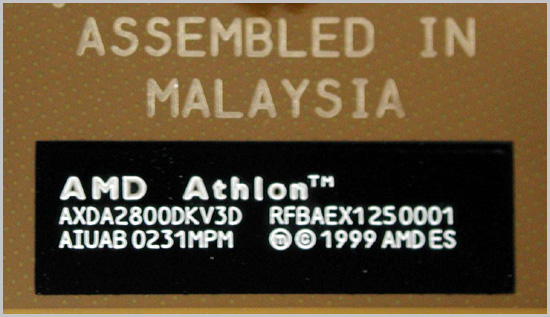 ASSEMBLED IN
MALAYSIA
AMD Athlon™
AXDA2800DKV3D RFBAEX1250001
AIUAB 0231MPM ⓜ © 1999 AMD ES